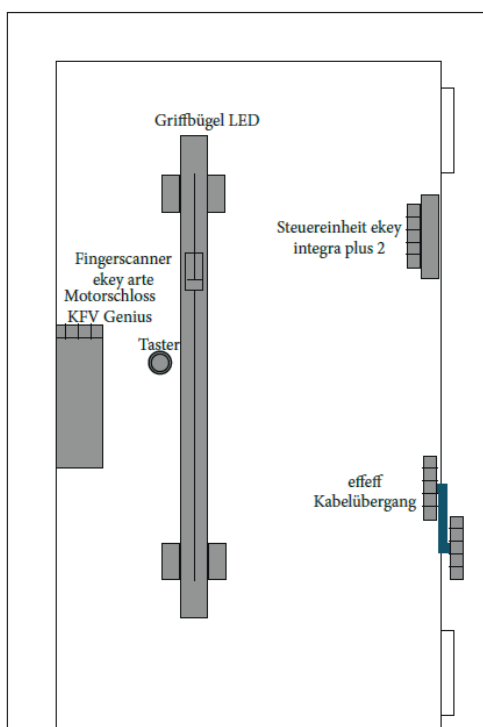 Griffbügel LED
Steuereinheit ekey
integra plus 2
Fingerscanner
ekey arte
Motorschloss
KFV Genius
Taster
effeff
Kabelübergang